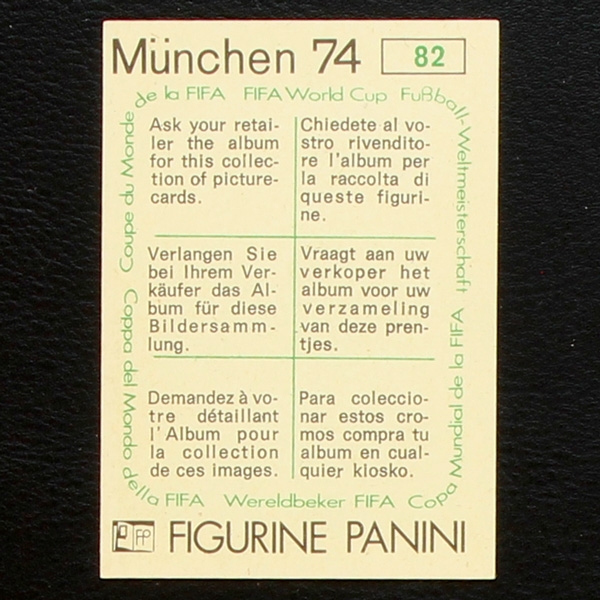 München 74 82
de la FIFA FIFA World Cup Fußball-Weltmeisterschaft
Ask your retai-
ler the album
for this collec-
tion of picture-
cards.
Chiedete al vo-
stro rivendito-
re l'album per
la raccolta di
queste figuri-
ne.
Verlangen Sie
bei Ihrem Ver-
käufer das Al-
bum für diese
Bildersamm-
lung.
Vraagt aan uw
verkoper het
album voor uw
verzameling
van deze pren-
tjes.
Demandez à vo-
tre détaillant
l'Album pour
la collection
de ces images.
Para coleccio-
nar estos cro-
mos compra tu
album en cual-
quier kiosko.
Coupe du Monde
Coppa del Mondo della FIFA
Wereldbeker FIFA
Copa Mundial de la FIFA
FP FIGURINE PANINI